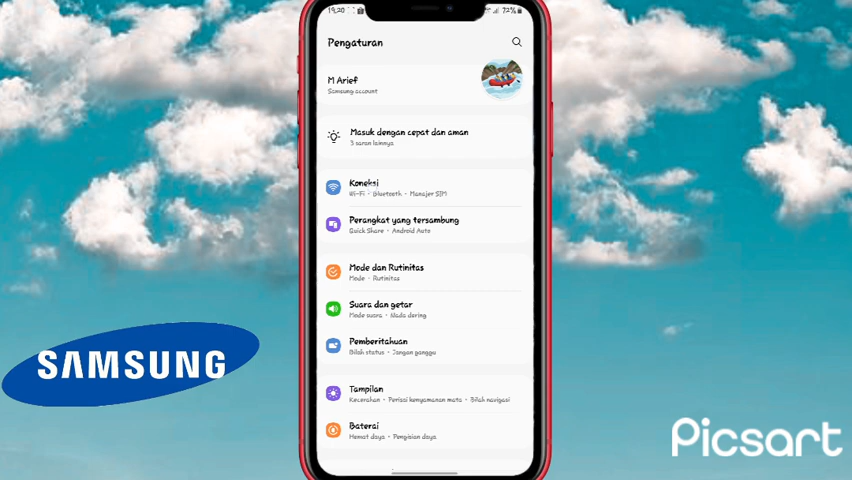 19.20
72%
Pengaturan
M Arief
Samsung account
Masuk dengan cepat dan aman
3 saran lainnya
Koneksi
Wi-Fi • Bluetooth • Manajer SIM
Perangkat yang tersambung
Quick Share • Android Auto
Mode dan Rutinitas
Mode • Rutinitas
Suara dan getar
Mode suara • Nada dering
Pemberitahuan
Bilah status • Jangan ganggu
Tampilan
Kecerahan • Perisai kenyamanan mata • Bilah navigasi
Baterai
Hemat daya • Pengisian daya
SAMSUNG
Picsart